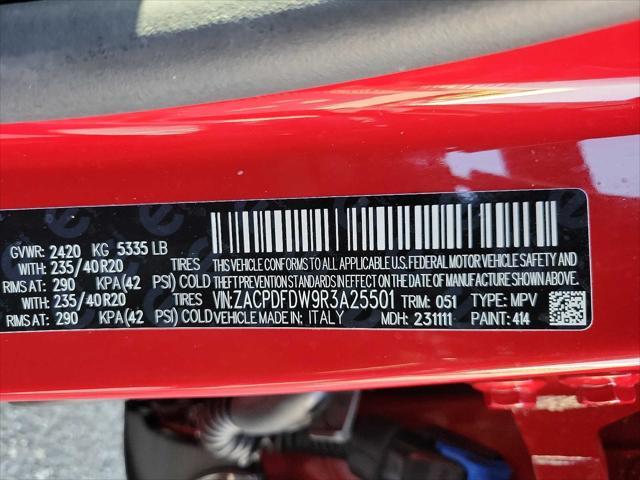 GVWR: 2420 KG 5335 LB
WITH: 235/40 R20 TIRES
RIMS AT: 290 KPA(42 PSI) COLD
WITH: 235/40R20 TIRES
RIMS AT: 290 KPA(42 PSI) COLD
THIS VEHICLE CONFORMS TO ALL APPLICABLE U.S. FEDERAL MOTOR VEHICLE SAFETY,
THEFT PREVENTION STANDARDS IN EFFECT ON THE DATE OF MANUFACTURE SHOWN ABOVE.
VIN: ZACPDFDW9R3A25501 TRIM: 051 TYPE: MPV
VEHICLE MADE IN: ITALY MDH: 231111 PAINT: 414